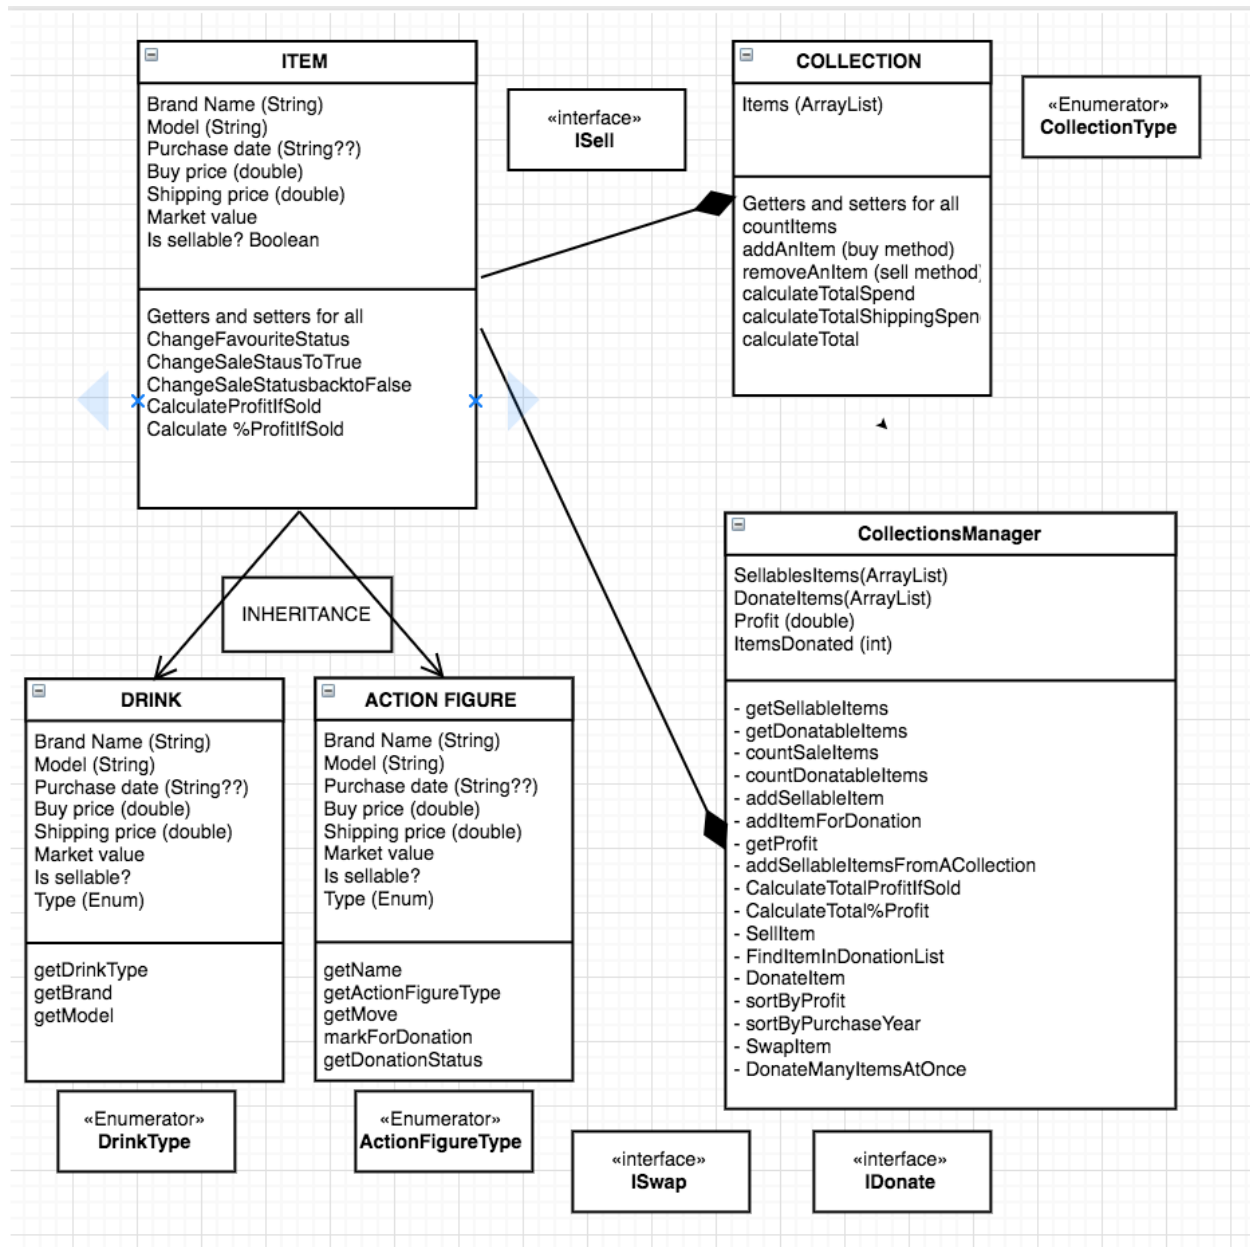 ITEM
Brand Name (String)
Model (String)
Purchase date (String??)
Buy price (double)
Shipping price (double)
Market value
Is sellable? Boolean
Getters and setters for all
ChangeFavouriteStatus
ChangeSaleStausToTrue
ChangeSaleStatusbacktoFalse
CalculateProfitIfSold
Calculate %ProfitIfSold
«interface»
ISell
COLLECTION
Items (ArrayList)
Getters and setters for all
countItems
addAnItem (buy method)
removeAnItem (sell method)
calculateTotalSpend
calculateTotalShippingSpen
calculateTotal
«Enumerator»
CollectionType
INHERITANCE
DRINK
Brand Name (String)
Model (String)
Purchase date (String??)
Buy price (double)
Shipping price (double)
Market value
Is sellable?
Type (Enum)
getDrinkType
getBrand
getModel
«Enumerator»
DrinkType
ACTION FIGURE
Brand Name (String)
Model (String)
Purchase date (String??)
Buy price (double)
Shipping price (double)
Market value
Is sellable?
Type (Enum)
getName
getActionFigureType
getMove
markForDonation
getDonationStatus
«Enumerator»
ActionFigureType
CollectionsManager
SellablesItems(ArrayList)
DonateItems(ArrayList)
Profit (double)
ItemsDonated (int)
- getSellableItems
- getDonatableItems
- countSaleItems
- countDonatableItems
- addSellableItem
- addItemForDonation
- getProfit
- addSellableItemsFromACollection
- CalculateTotalProfitIfSold
- CalculateTotal%Profit
- SellItem
- FindItemInDonationList
- DonateItem
- sortByProfit
- sortByPurchaseYear
- SwapItem
- DonateManyItemsAtOnce
«interface»
ISwap
«interface»
IDonate